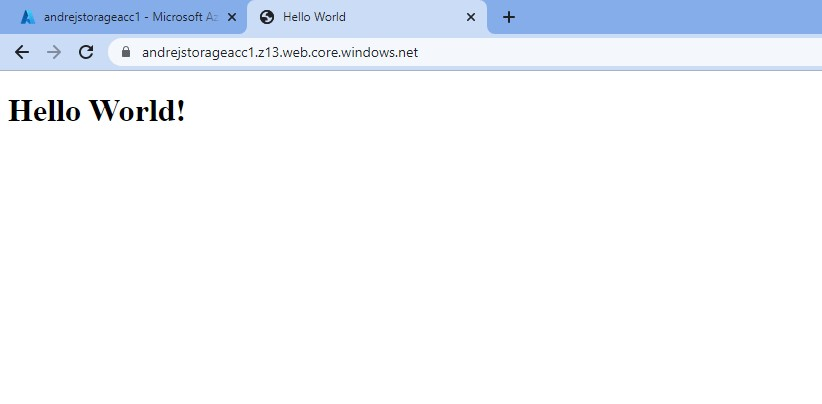 andrejstorageacc1 - Microsoft Az
Hello World
andrejstorageacc1.z13.web.core.windows.net
Hello World!